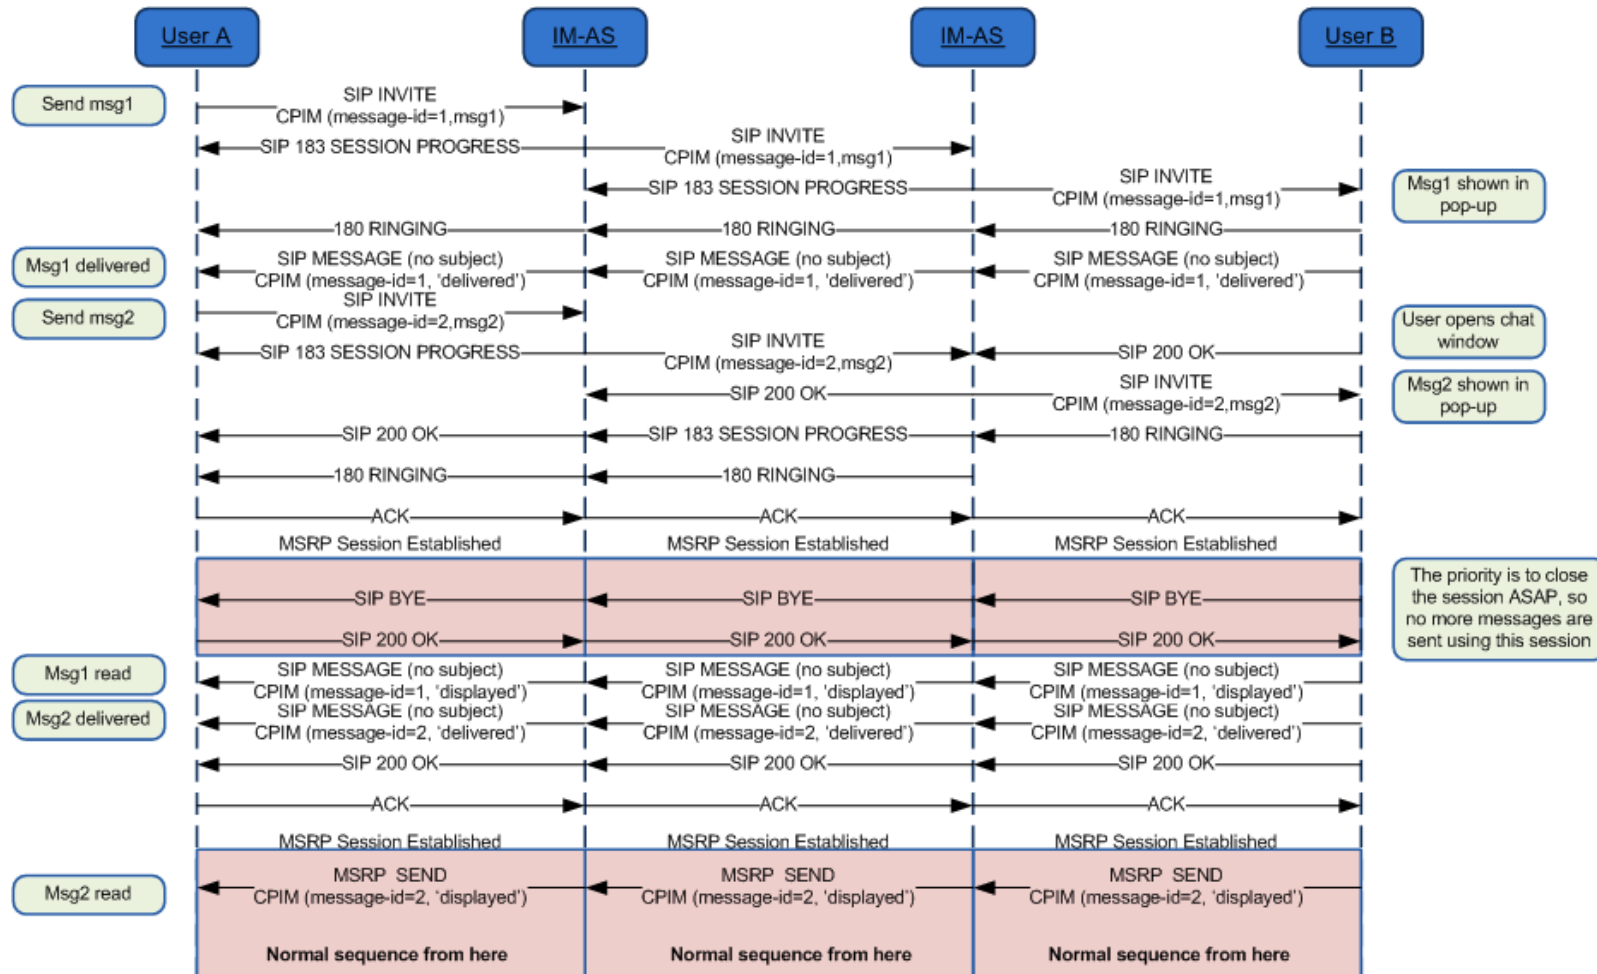 User A
IM-AS
IM-AS
User B
Send msg1
SIP INVITE
CPIM (message-id=1,msg1)
SIP 183 SESSION PROGRESS
SIP INVITE
CPIM (message-id=1,msg1)
SIP 183 SESSION PROGRESS
SIP INVITE
CPIM (message-id=1,msg1)
Msg1 shown in
pop-up
180 RINGING
180 RINGING
180 RINGING
Msg1 delivered
SIP MESSAGE (no subject)
CPIM (message-id=1, ‘delivered’)
SIP MESSAGE (no subject)
CPIM (message-id=1, ‘delivered’)
SIP MESSAGE (no subject)
CPIM (message-id=1, ‘delivered’)
Send msg2
SIP INVITE
CPIM (message-id=2,msg2)
User opens chat
window
SIP 183 SESSION PROGRESS
SIP INVITE
CPIM (message-id=2,msg2)
SIP 200 OK
SIP 200 OK
SIP INVITE
CPIM (message-id=2,msg2)
Msg2 shown in
pop-up
SIP 200 OK
SIP 183 SESSION PROGRESS
180 RINGING
180 RINGING
180 RINGING
ACK
ACK
ACK
MSRP Session Established
MSRP Session Established
MSRP Session Established
SIP BYE
SIP BYE
SIP BYE
The priority is to close
the session ASAP, so
no more messages are
sent using this session
SIP 200 OK
SIP 200 OK
SIP 200 OK
Msg1 read
SIP MESSAGE (no subject)
CPIM (message-id=1, ‘displayed’)
SIP MESSAGE (no subject)
CPIM (message-id=1, ‘displayed’)
SIP MESSAGE (no subject)
CPIM (message-id=1, ‘displayed’)
Msg2 delivered
SIP MESSAGE (no subject)
CPIM (message-id=2, ‘delivered’)
SIP MESSAGE (no subject)
CPIM (message-id=2, ‘delivered’)
SIP MESSAGE (no subject)
CPIM (message-id=2, ‘delivered’)
SIP 200 OK
SIP 200 OK
SIP 200 OK
ACK
ACK
ACK
MSRP Session Established
MSRP Session Established
MSRP Session Established
Msg2 read
MSRP SEND
CPIM (message-id=2, ‘displayed’)
MSRP SEND
CPIM (message-id=2, ‘displayed’)
MSRP SEND
CPIM (message-id=2, ‘displayed’)
Normal sequence from here
Normal sequence from here
Normal sequence from here